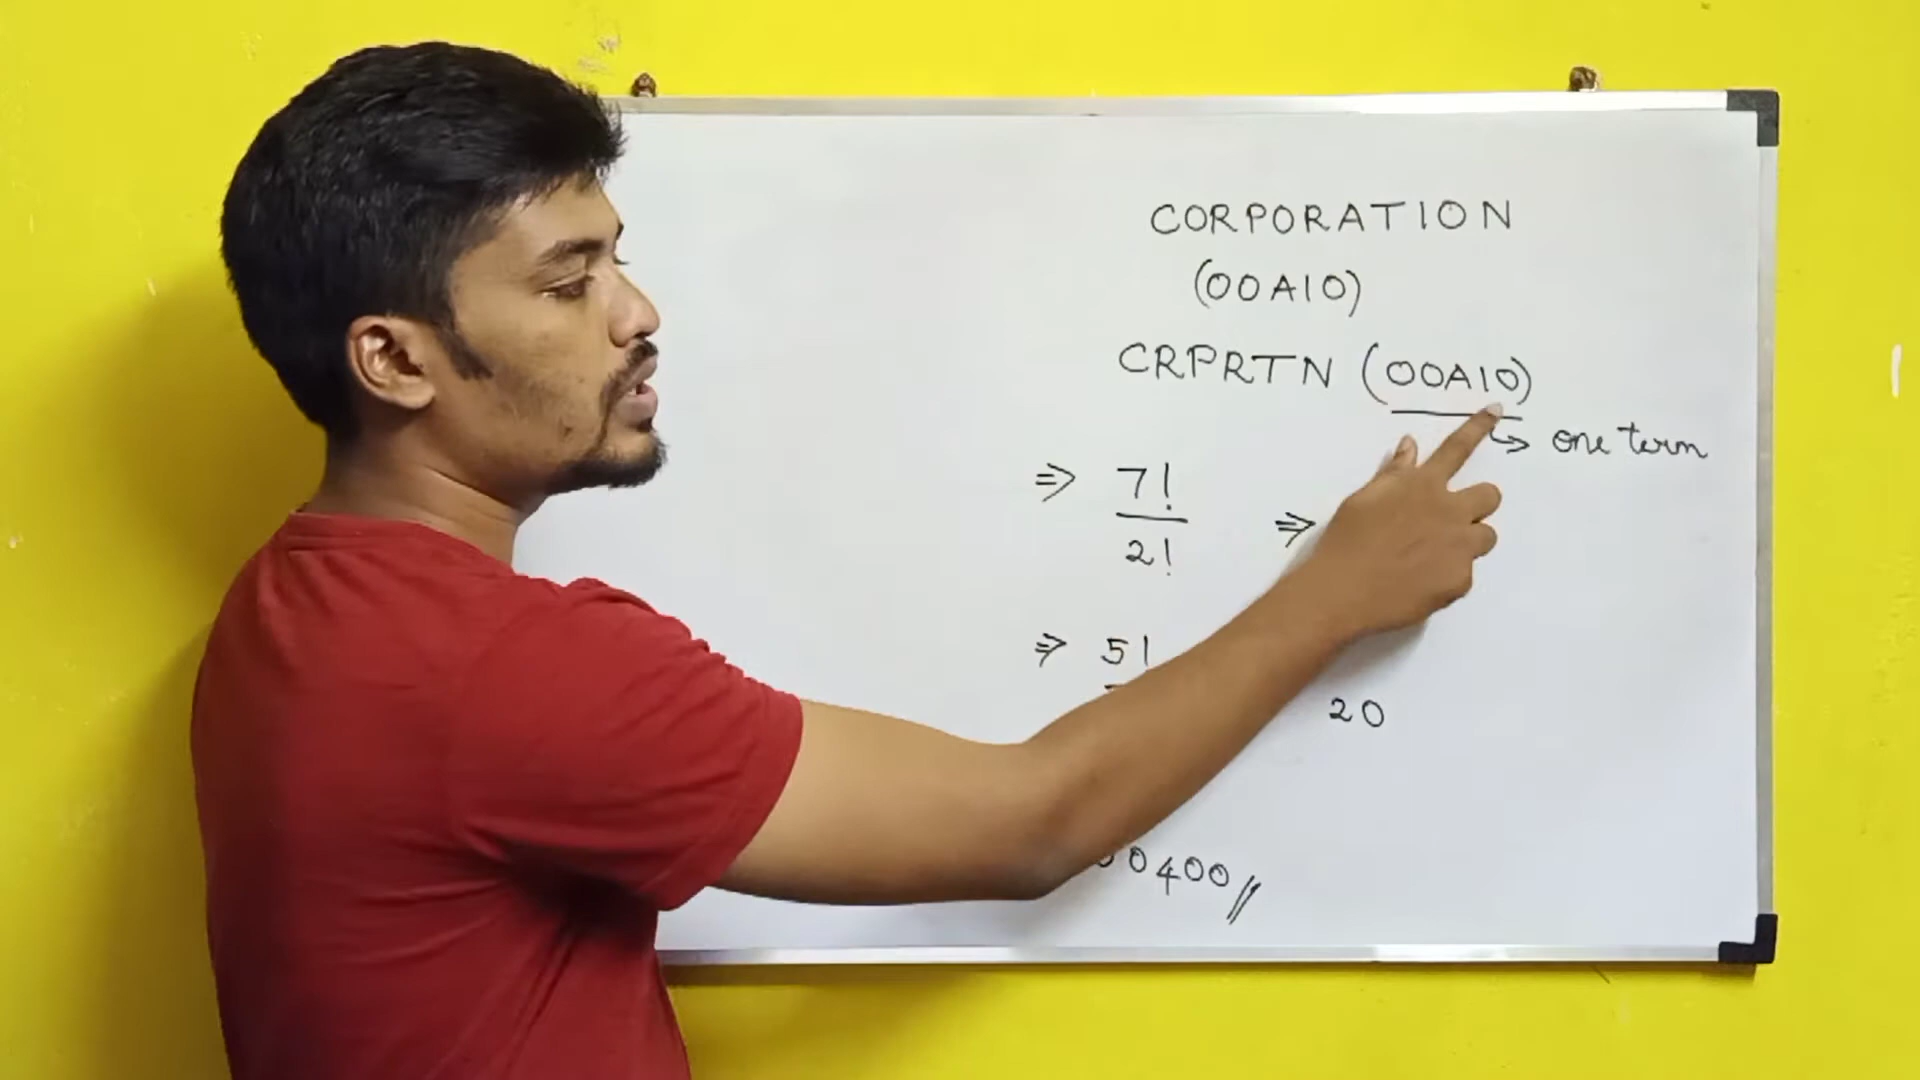 CORPORATION
(OOAIO)
CRPRTN (OOAIO)
↳ one term
⇒ 7!
2!
⇒
⇒ 5!
20
0400//